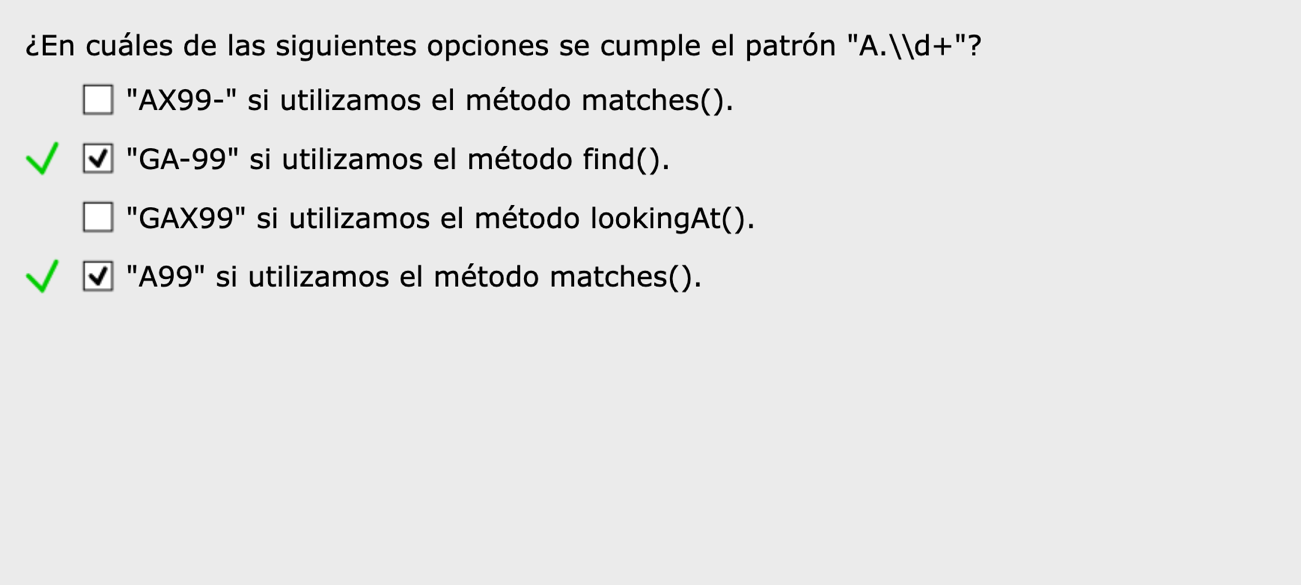 ¿En cuáles de las siguientes opciones se cumple el patrón "A.\\d+"?
"AX99-" si utilizamos el método matches().
"GA-99" si utilizamos el método find().
"GAX99" si utilizamos el método lookingAt().
"A99" si utilizamos el método matches().